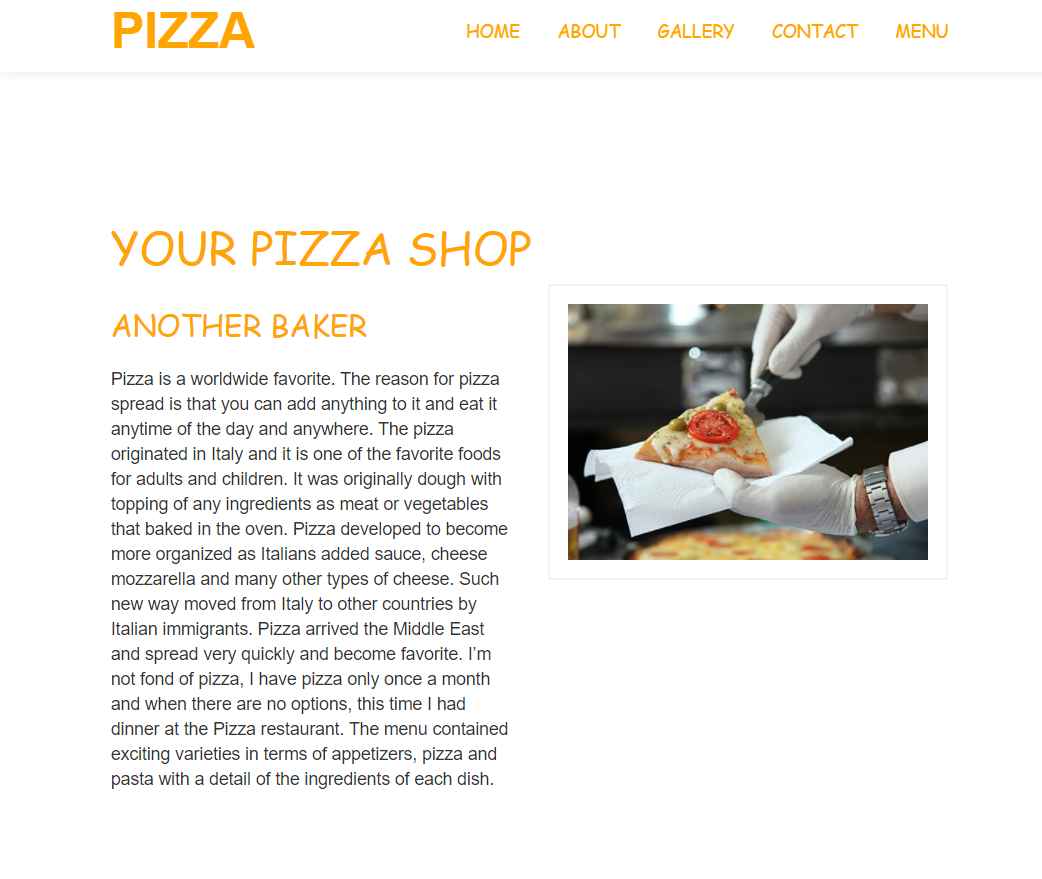 PIZZA
HOME ABOUT GALLERY CONTACT MENU
YOUR PIZZA SHOP
ANOTHER BAKER
Pizza is a worldwide favorite. The reason for pizza
spread is that you can add anything to it and eat it
anytime of the day and anywhere. The pizza
originated in Italy and it is one of the favorite foods
for adults and children. It was originally dough with
topping of any ingredients as meat or vegetables
that baked in the oven. Pizza developed to become
more organized as Italians added sauce, cheese
mozzarella and many other types of cheese. Such
new way moved from Italy to other countries by
Italian immigrants. Pizza arrived the Middle East
and spread very quickly and become favorite. I’m
not fond of pizza, I have pizza only once a month
and when there are no options, this time I had
dinner at the Pizza restaurant. The menu contained
exciting varieties in terms of appetizers, pizza and
pasta with a detail of the ingredients of each dish.